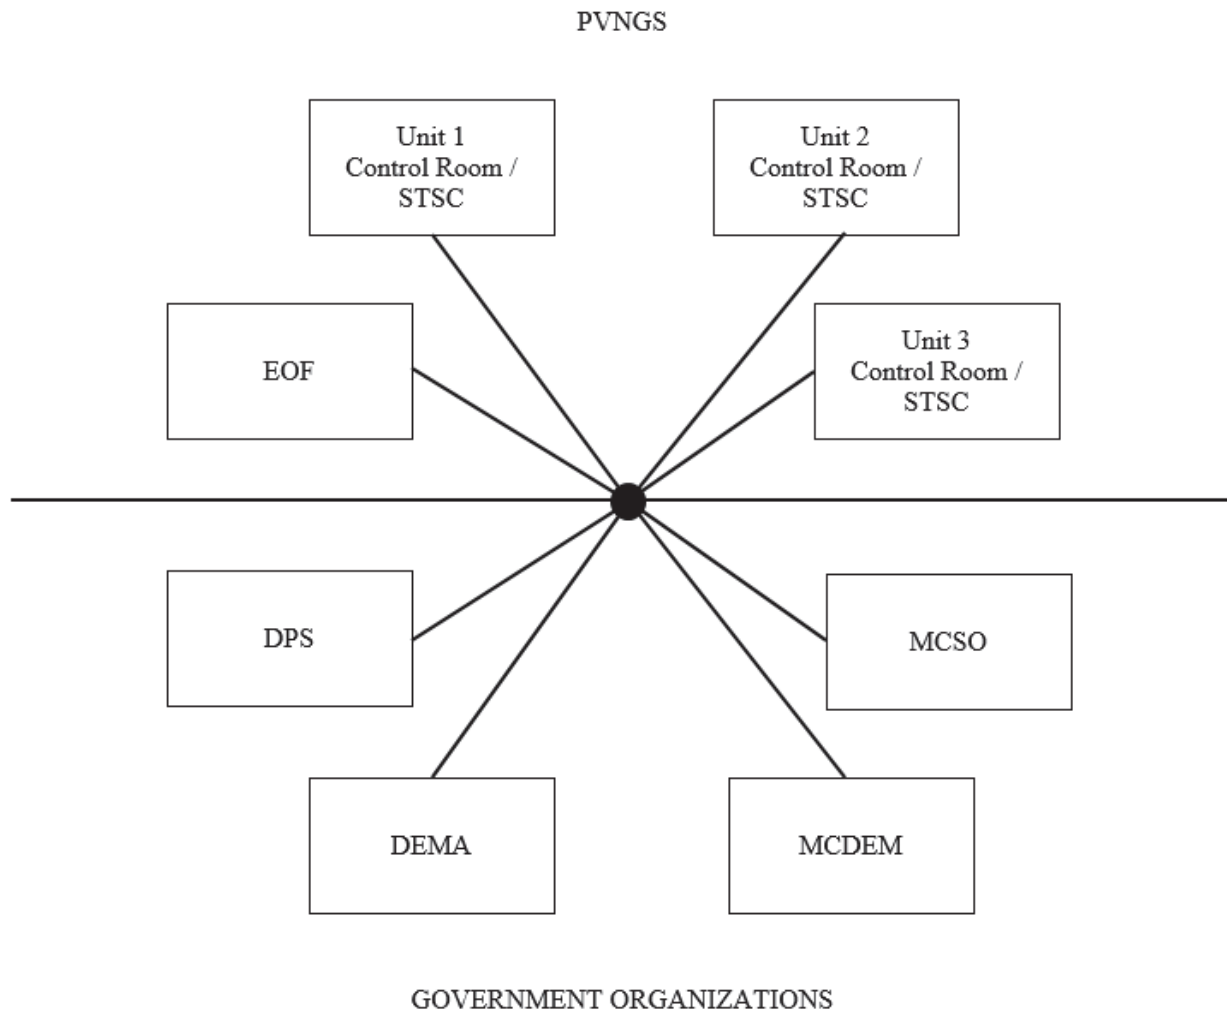 PVNGS
Unit 1
Control Room /
STSC
Unit 2
Control Room /
STSC
EOF
Unit 3
Control Room /
STSC
DPS
MCSO
DEMA
MCDEM
GOVERNMENT ORGANIZATIONS